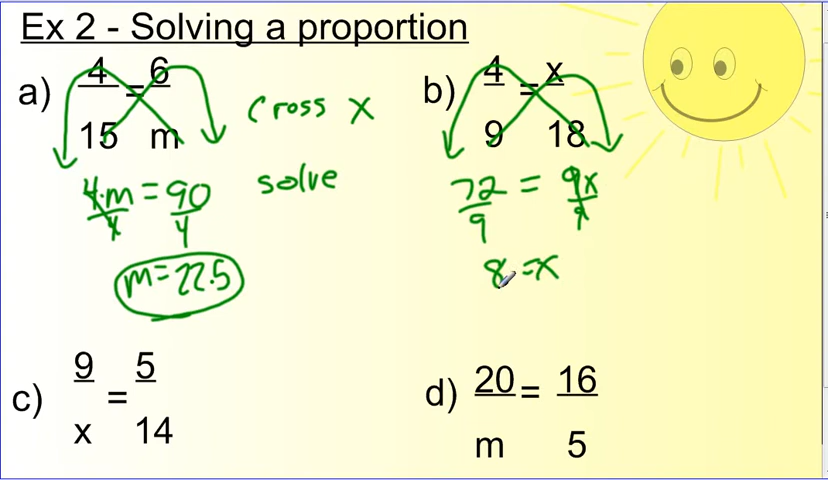 Ex 2 - Solving a proportion
a) 4/15 = 6/m
Cross X
4·m = 90
4 4
solve
m = 22.5
b) 4/9 = x/18
72/9 = 9x/9
8 = x
c) 9/x = 5/14
d) 20/m = 16/5